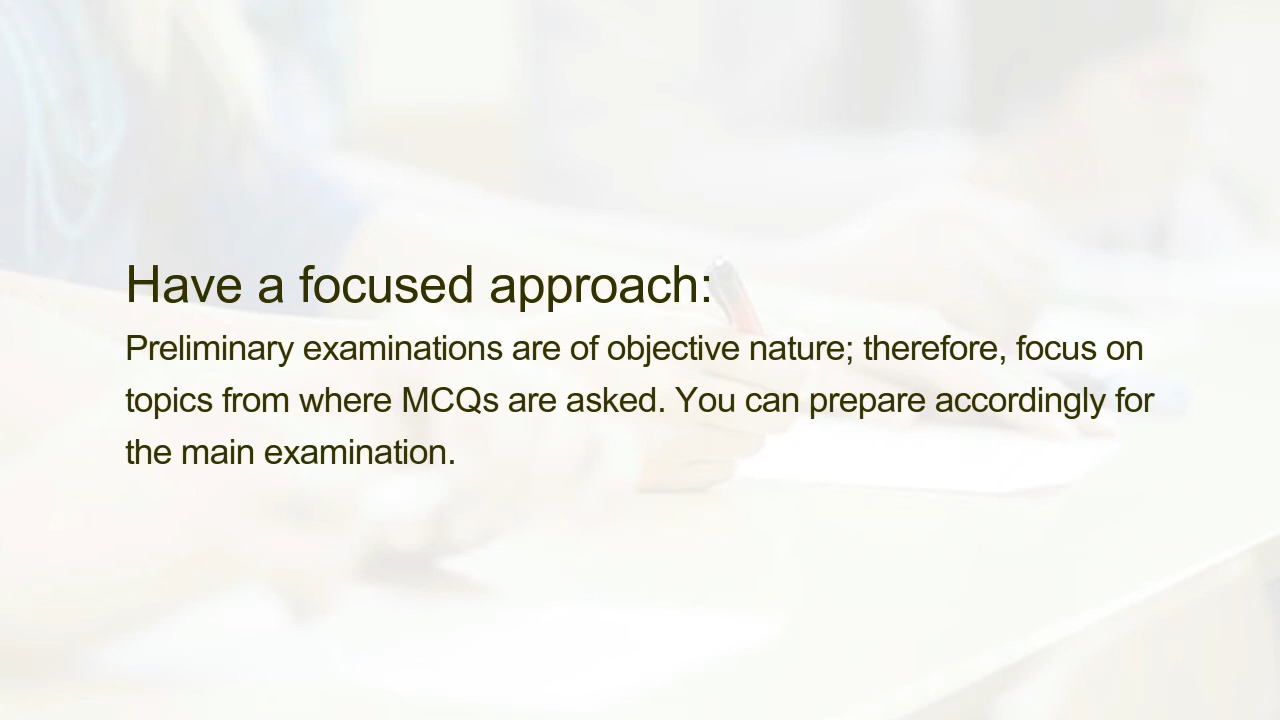 Have a focused approach:
Preliminary examinations are of objective nature; therefore, focus on
topics from where MCQs are asked. You can prepare accordingly for
the main examination.